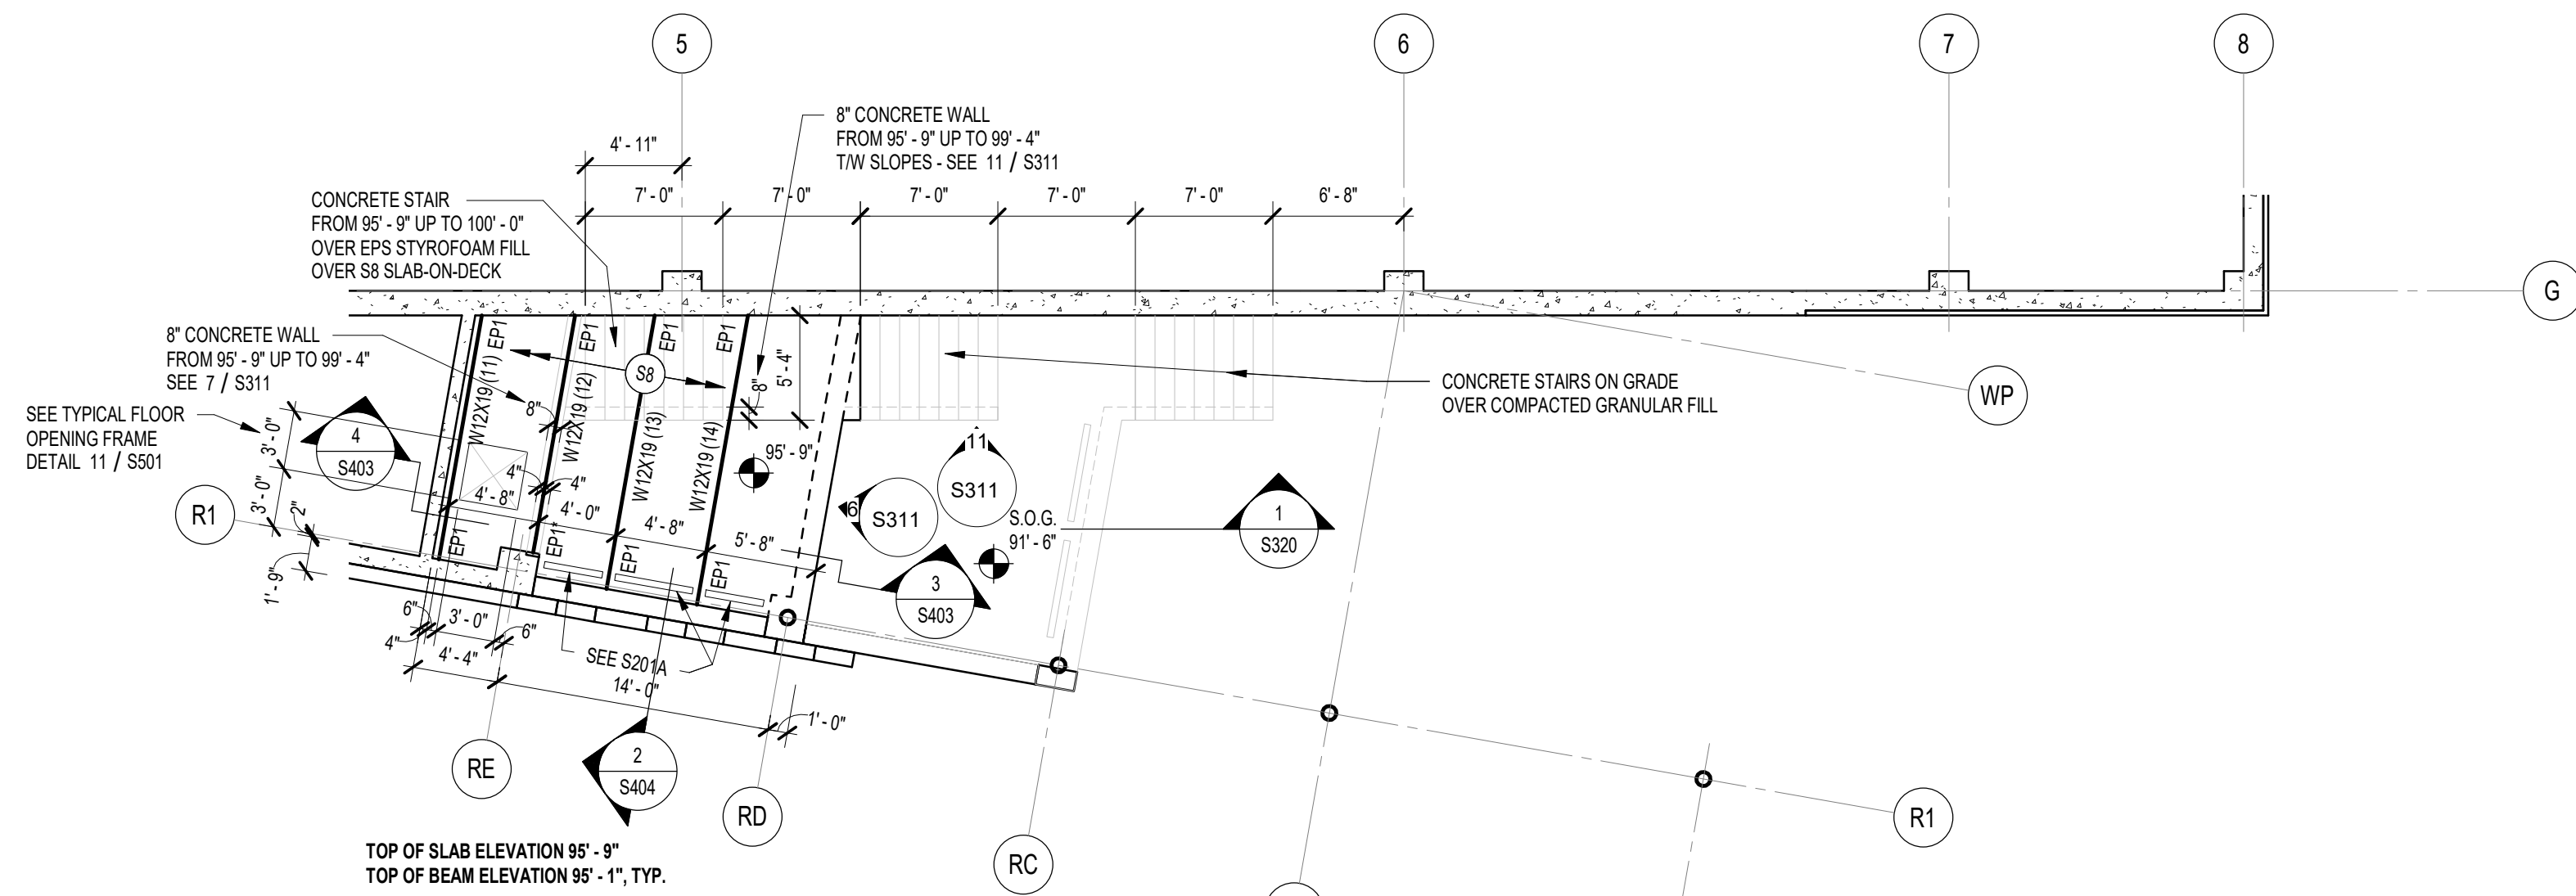 5
6
7
8
8" CONCRETE WALL
FROM 95' - 9" UP TO 99' - 4"
T/W SLOPES - SEE 11 / S311
4' - 11"
7' - 0"
7' - 0"
7' - 0"
7' - 0"
7' - 0"
6' - 8"
CONCRETE STAIR
FROM 95' - 9" UP TO 100' - 0"
OVER EPS STYROFOAM FILL
OVER S8 SLAB-ON-DECK
G
8" CONCRETE WALL
FROM 95' - 9" UP TO 99' - 4"
SEE 7 / S311
EP1
EP1
EP1
EP1
S8
8"
5' - 4"
CONCRETE STAIRS ON GRADE
OVER COMPACTED GRANULAR FILL
WP
SEE TYPICAL FLOOR
OPENING FRAME
DETAIL 11 / S501
3' - 0"
3' - 0"
2"
1' - 9"
4
S403
W12X19 (11)
W12X19 (12)
W12X19 (13)
W12X19 (14)
8"
95' - 9"
4"
4"
4' - 8"
4' - 0"
4' - 8"
5' - 8"
11
S311
6
S311
S.O.G.
91' - 6"
1
S320
R1
EP1
EP1*
EP1
EP1
3
S403
6"
4"
3' - 0"
6"
4' - 4"
SEE S201A
14' - 0"
1' - 0"
RE
2
S404
RD
RC
R1
TOP OF SLAB ELEVATION 95' - 9"
TOP OF BEAM ELEVATION 95' - 1", TYP.